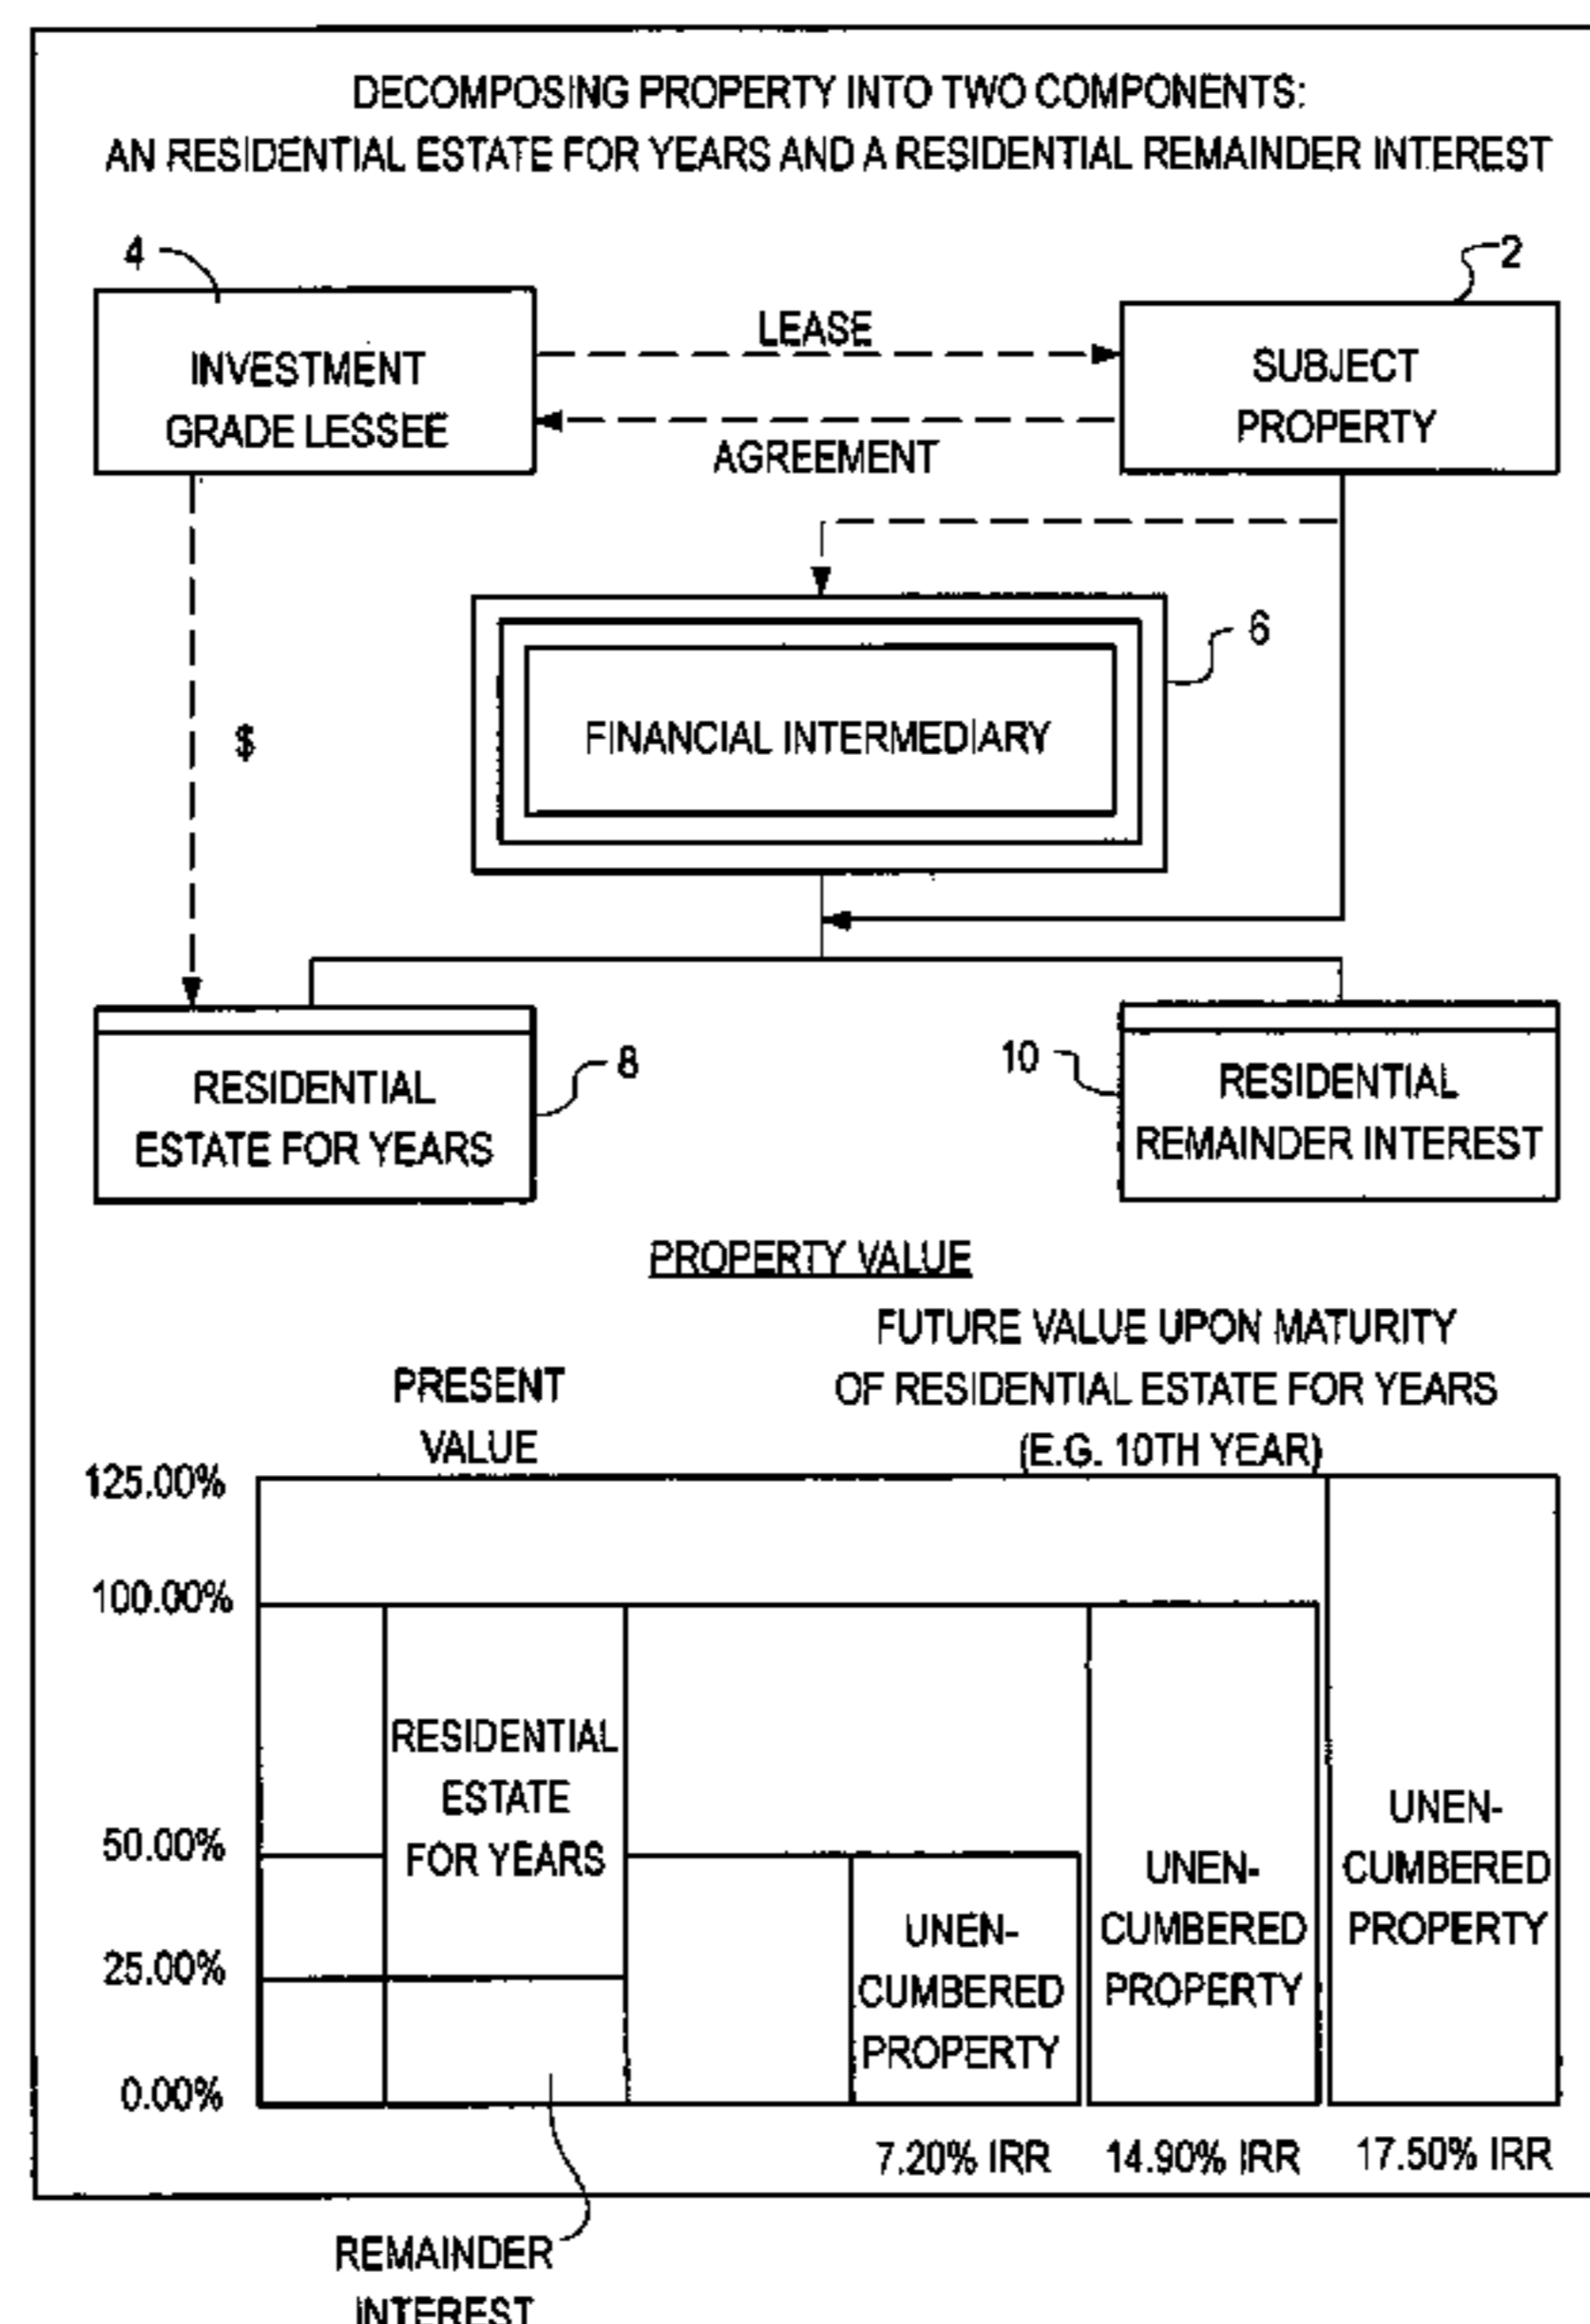 DECOMPOSING PROPERTY INTO TWO COMPONENTS:
AN RESIDENTIAL ESTATE FOR YEARS AND A RESIDENTIAL REMAINDER INTEREST
4
2
INVESTMENT
GRADE LESSEE
LEASE
AGREEMENT
SUBJECT
PROPERTY
6
FINANCIAL INTERMEDIARY
$
8
RESIDENTIAL
ESTATE FOR YEARS
10
RESIDENTIAL
REMAINDER INTEREST
PROPERTY VALUE
PRESENT
VALUE
FUTURE VALUE UPON MATURITY
OF RESIDENTIAL ESTATE FOR YEARS
(E.G. 10TH YEAR)
125.00%
100.00%
50.00%
25.00%
0.00%
RESIDENTIAL
ESTATE
FOR YEARS
UNEN-
CUMBERED
PROPERTY
UNEN-
CUMBERED
PROPERTY
UNEN-
CUMBERED
PROPERTY
7.20% IRR
14.90% IRR
17.50% IRR
REMAINDER
INTEREST